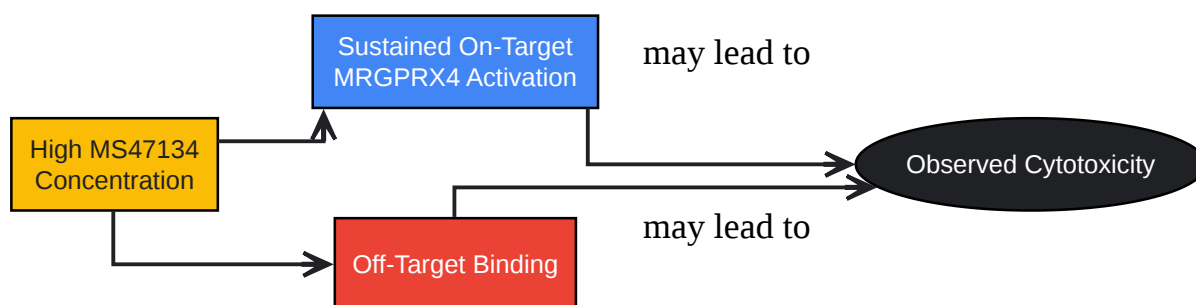 Sustained On-Target
MRGPRX4 Activation
may lead to
High MS47134
Concentration
Observed Cytotoxicity
may lead to
Off-Target Binding